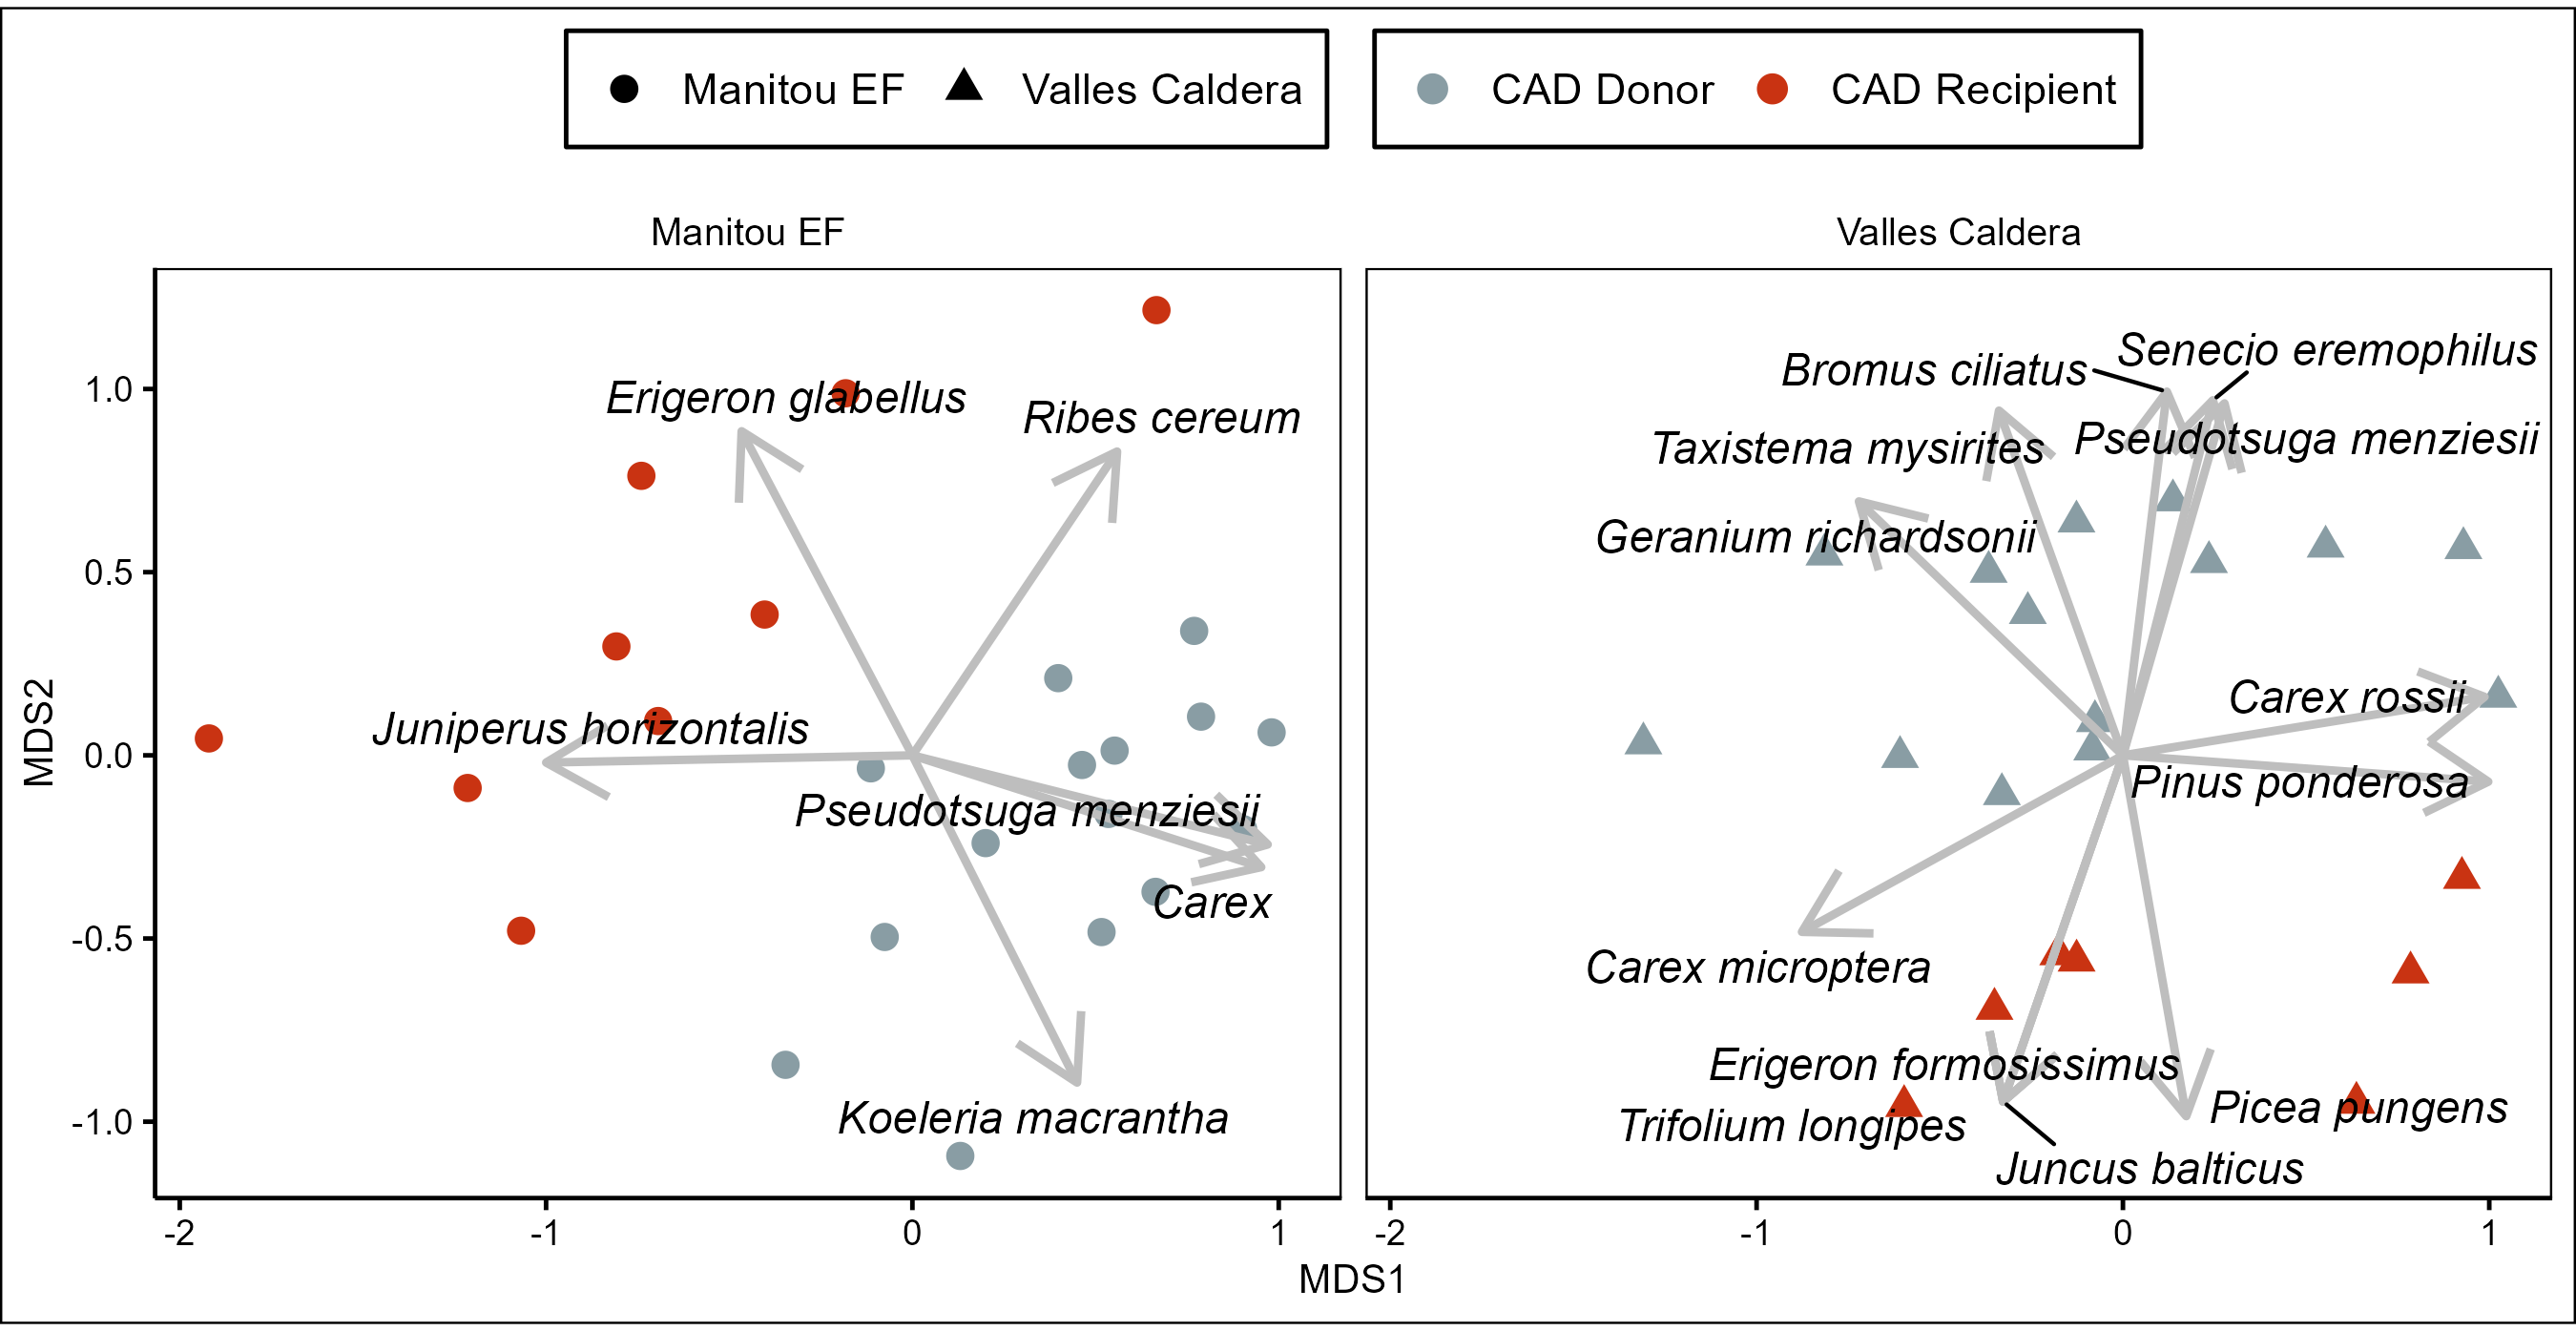 Manitou EF Valles Caldera CAD Donor CAD Recipient
Manitou EF
Valles Caldera
MDS2
1.0
0.5
0.0
-0.5
-1.0
Erigeron glabellus
Ribes cereum
Juniperus horizontalis
Pseudotsuga menziesii
Carex
Koeleria macrantha
Senecio eremophilus
Bromus ciliatus
Pseudotsuga menziesii
Taxistema mysirites
Geranium richardsonii
Carex rossii
Pinus ponderosa
Carex microptera
Erigeron formosissimus
Picea pungens
Trifolium longipes
Juncus balticus
-2 -1 0 1
-2 -1 0 1
MDS1